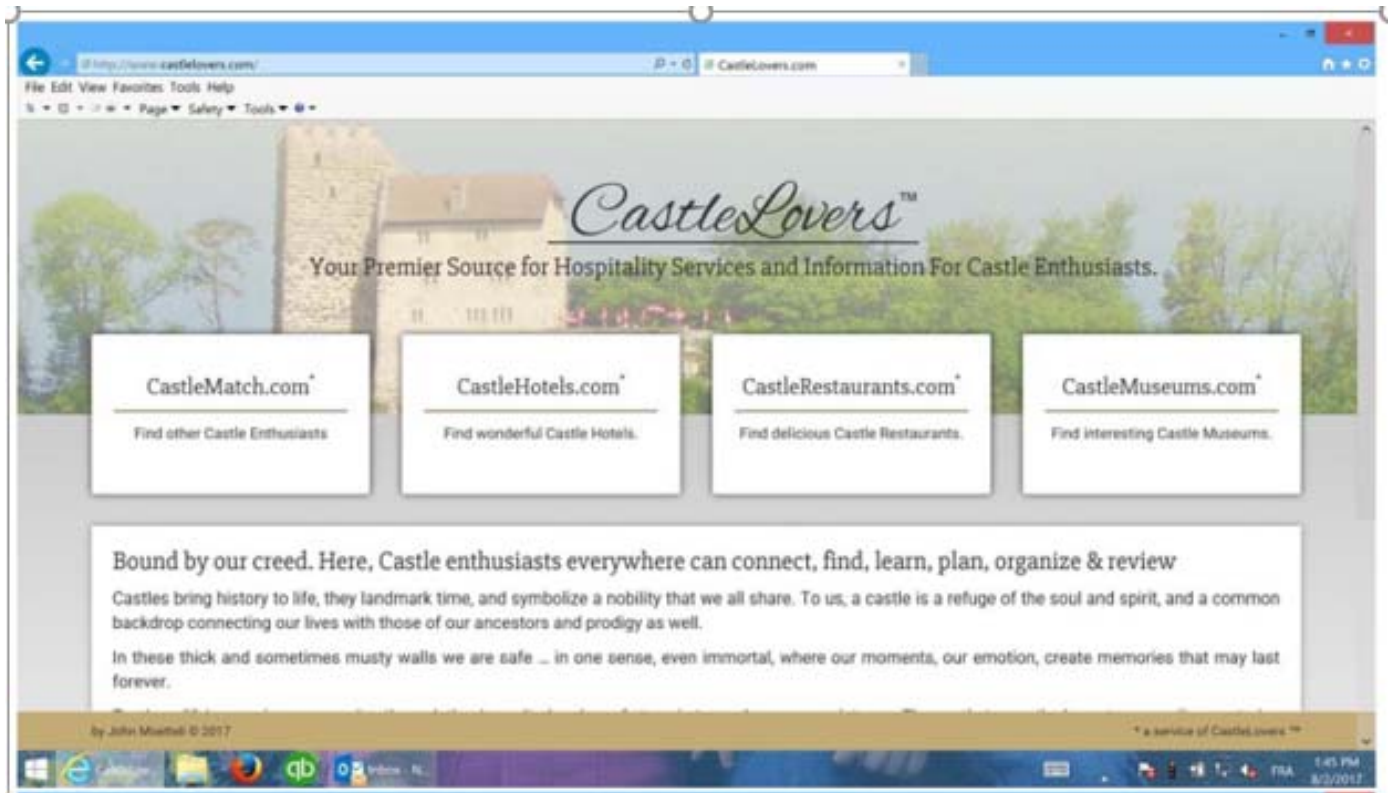 http://www.castlelovers.com/
CastleLovers.com
File Edit View Favorites Tools Help
Page Safety Tools
CastleLovers™
Your Premier Source for Hospitality Services and Information For Castle Enthusiasts.
CastleMatch.com*
Find other Castle Enthusiasts
CastleHotels.com*
Find wonderful Castle Hotels.
CastleRestaurants.com*
Find delicious Castle Restaurants.
CastleMuseums.com*
Find interesting Castle Museums.
Bound by our creed. Here, Castle enthusiasts everywhere can connect, find, learn, plan, organize & review
Castles bring history to life, they landmark time, and symbolize a nobility that we all share. To us, a castle is a refuge of the soul and spirit, and a common
backdrop connecting our lives with those of our ancestors and prodigy as well.
In these thick and sometimes musty walls we are safe ... in one sense, even immortal, where our moments, our emotion, create memories that may last
forever.
by John © 2017
* a service of CastleLovers ™
qb
Inbox
FRA
1:45 PM
8/2/2017